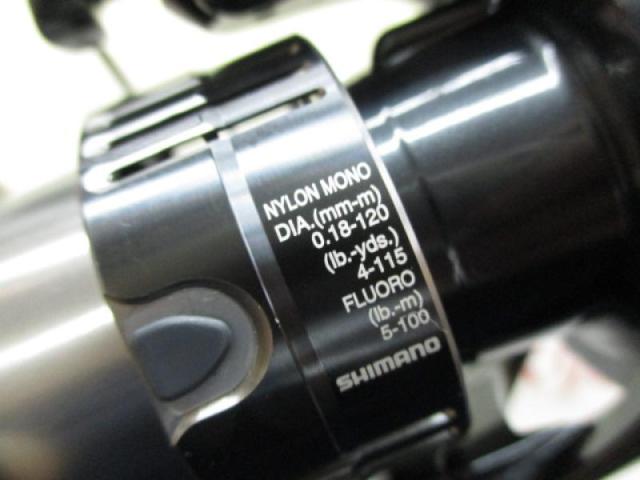 NYLON MONO
DIA.(mm-m)
0.18-120
(lb.-yds.)
4-115
FLUORO
(lb.-m)
5-100
SHIMANO